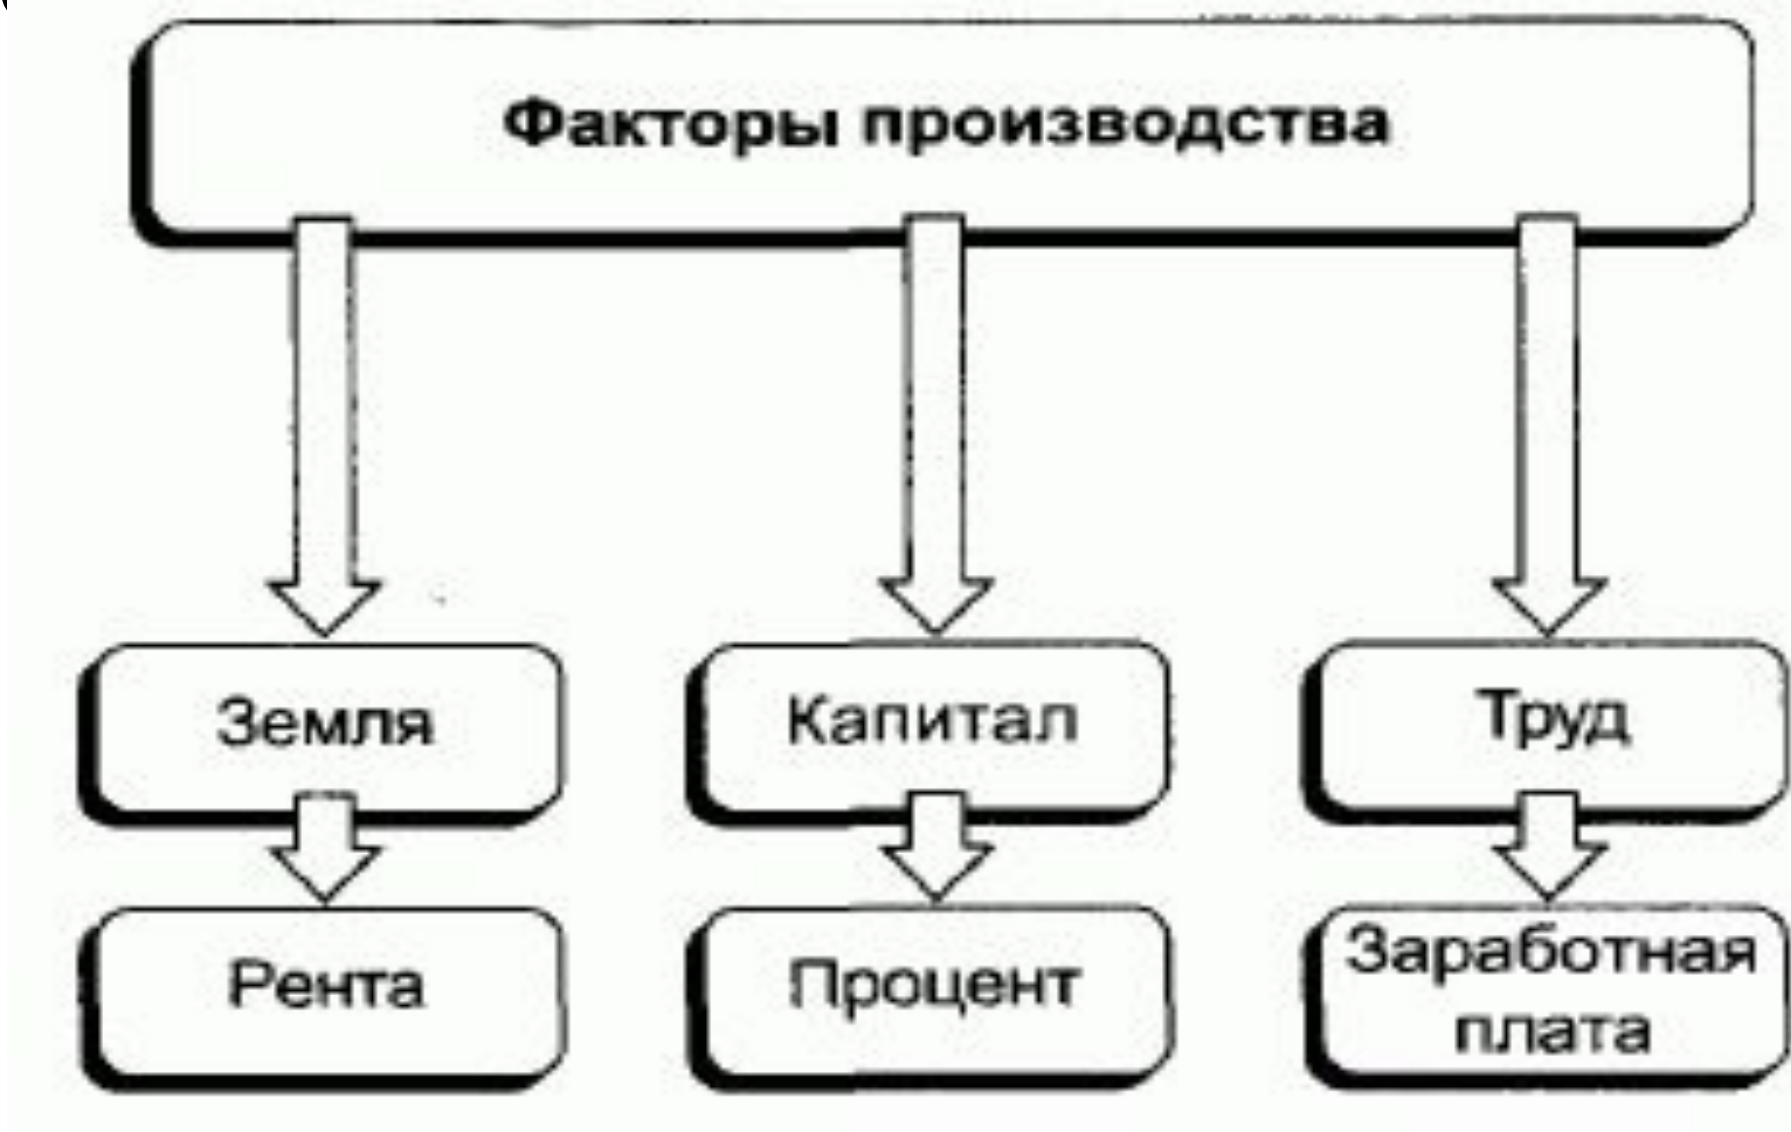 Факторы производства
Земля
Капитал
Труд
Рента
Процент
Заработная
плата